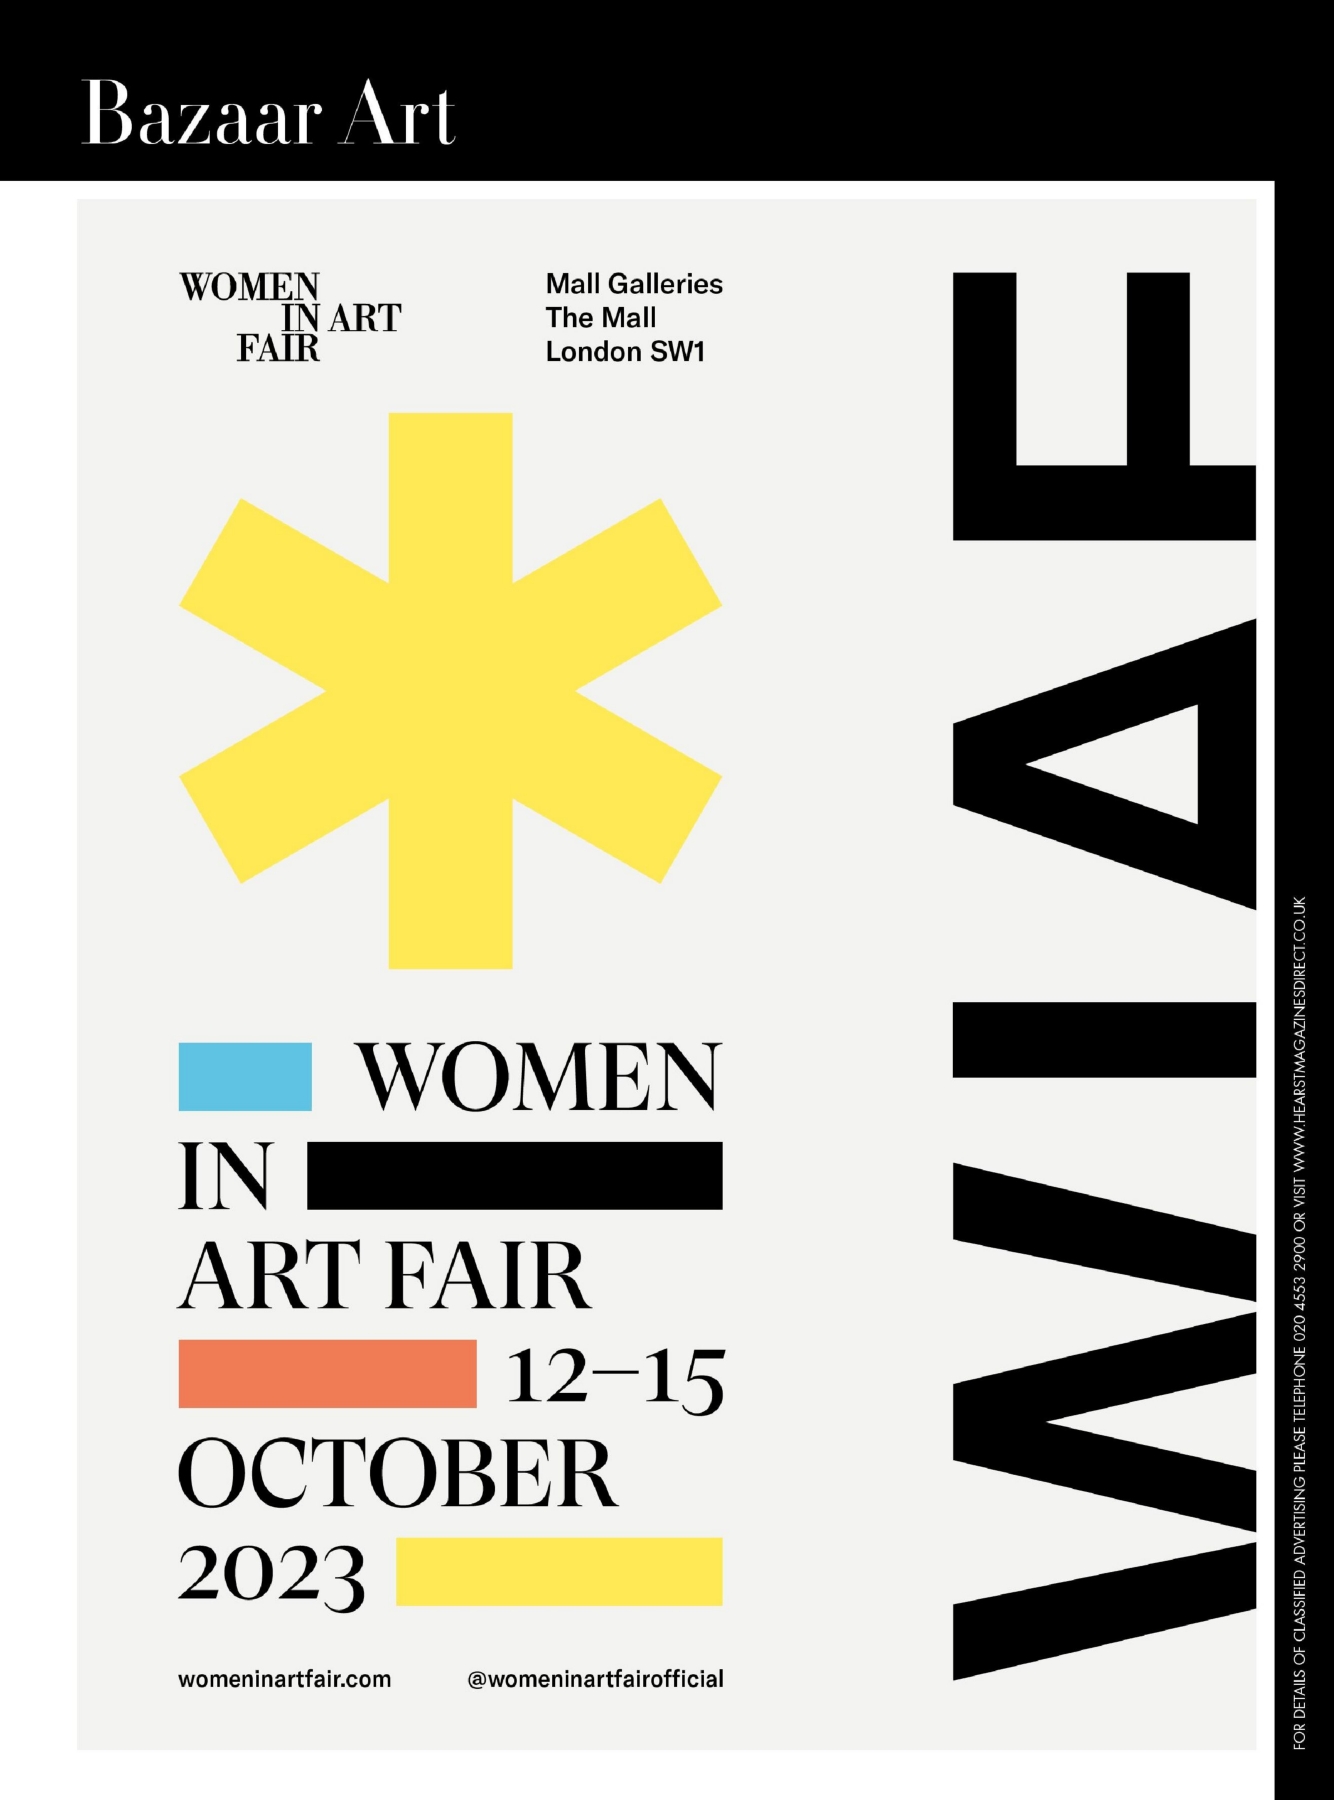 Bazaar Art
WOMEN
IN ART
FAIR
Mall Galleries
The Mall
London SW1
WOMEN
IN
ART FAIR
12–15
OCTOBER
2023
womeninartfair.com
@womeninartfairofficial
WIAF
FOR DETAILS OF CLASSIFIED ADVERTISING PLEASE TELEPHONE 020 4553 2900 OR VISIT WWW.HEARSTMAGAZINESDIRECT.CO.UK